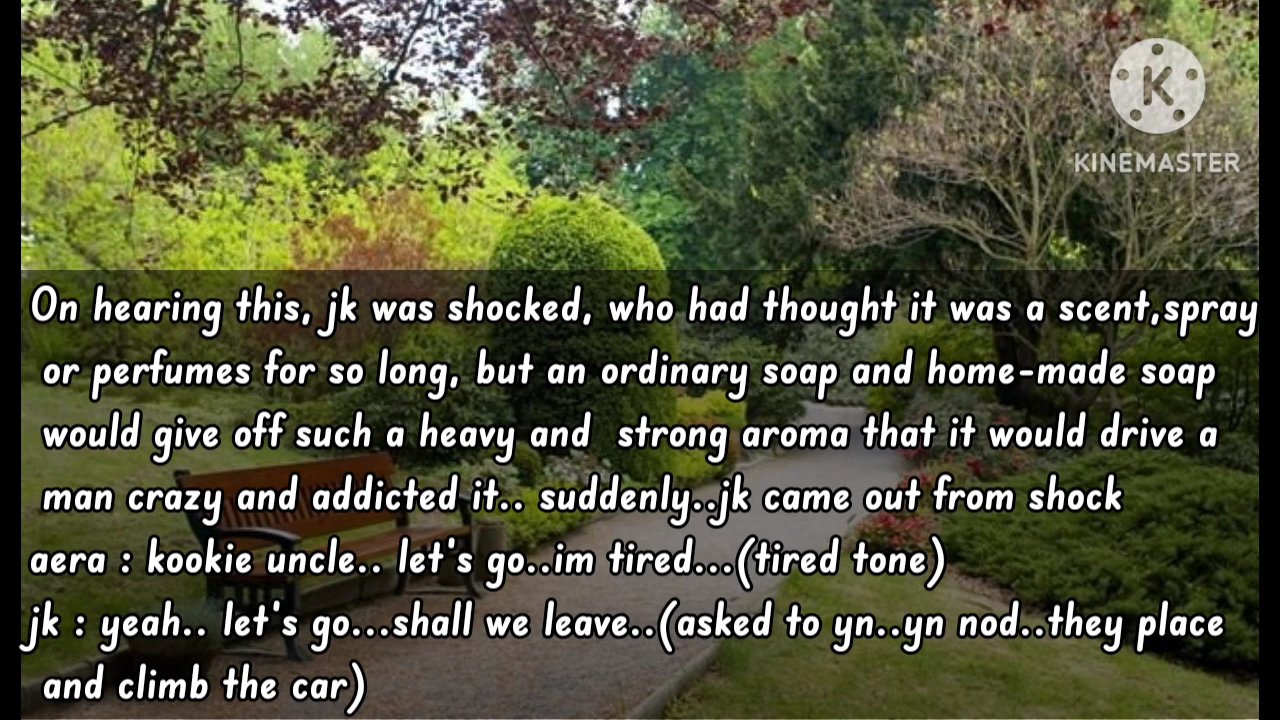 K
KINEMASTER
On hearing this, jk was shocked, who had thought it was a scent,spray
or perfumes for so long, but an ordinary soap and home-made soap
would give off such a heavy and strong aroma that it would drive a
man crazy and addicted it.. suddenly..jk came out from shock
aera : kookie uncle.. let's go..im tired...(tired tone)
jk : yeah.. let's go...shall we leave..(asked to yn..yn nod..they place
and climb the car)